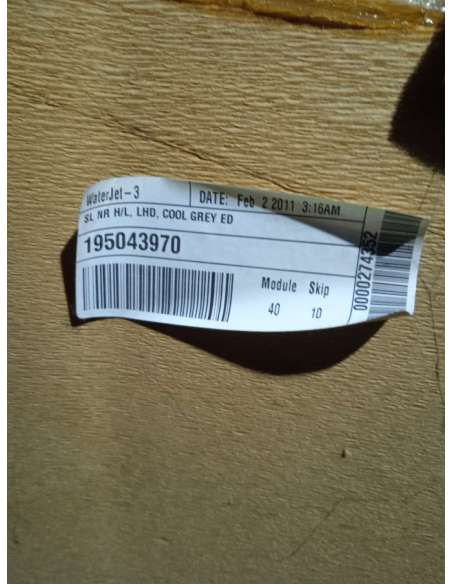 WaterJet-3 DATE: Feb 2 2011 3:16AM
SL NR H/L, LHD, COOL GREY ED
195043970
Module Skip
40 10
0000274352